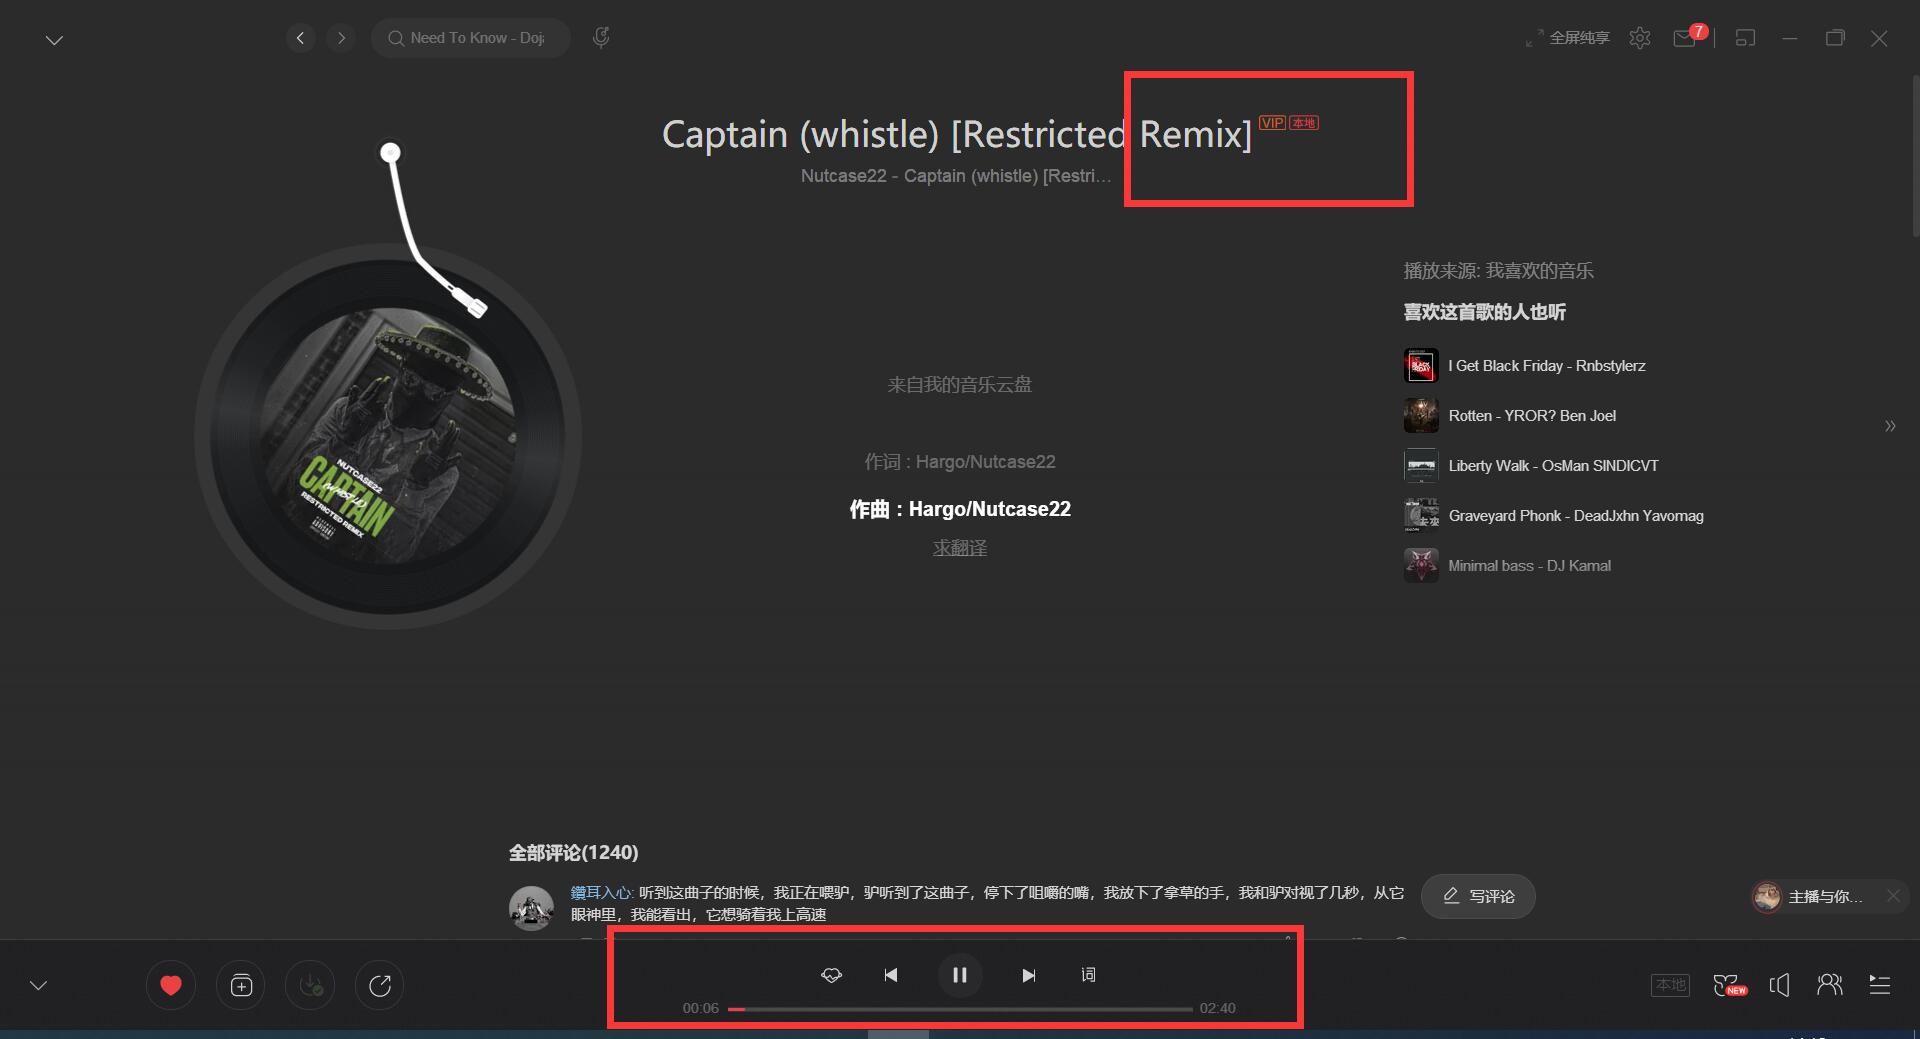 Need To Know - Doj
全屏纯享
7
Captain (whistle) [Restricted Remix]
VIP 本地
Nutcase22 - Captain (whistle) [Restri...
NUTCASE22
CAPTAIN
(WHISTLE)
RESTRICTED REMIX
播放来源: 我喜欢的音乐
喜欢这首歌的人也听
I Get Black Friday - Rnbstylerz
Rotten - YROR? Ben Joel
Liberty Walk - OsMan SINDICVT
Graveyard Phonk - DeadJxhn Yavomag
Minimal bass - DJ Kamal
来自我的音乐云盘
作词 : Hargo/Nutcase22
作曲 : Hargo/Nutcase22
求翻译
全部评论(1240)
鑽耳入心: 听到这曲子的时候，我正在喂驴，驴听到了这曲子，停下了咀嚼的嘴，我放下了拿草的手，我和驴对视了几秒，从它
眼神里，我能看出，它想骑着我上高速
写评论
主播与你...
词
00:06
02:40
本地
NEW